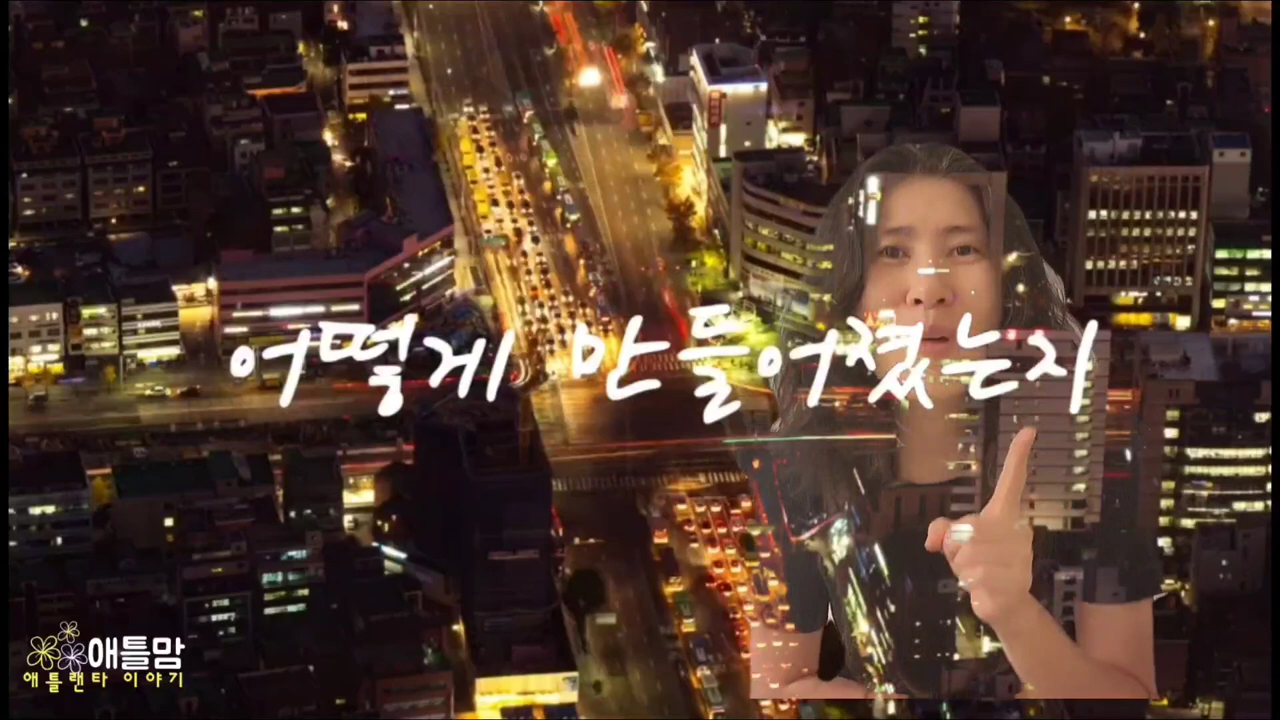 어떻게 만들어졌는지
애틀맘
애틀랜타 이야기